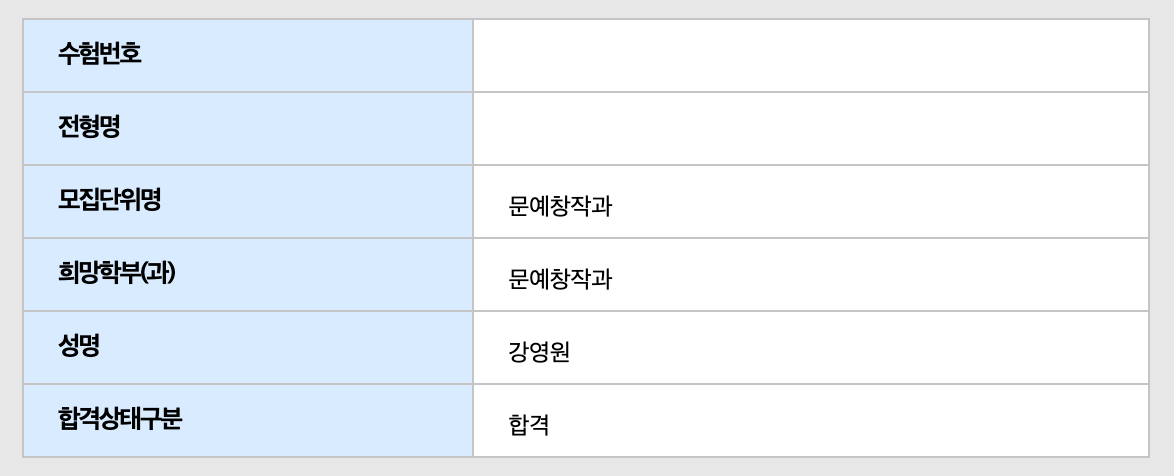 수험번호
전형명
모집단위명 문예창작과
희망학부(과) 문예창작과
성명 강영원
합격상태구분 합격